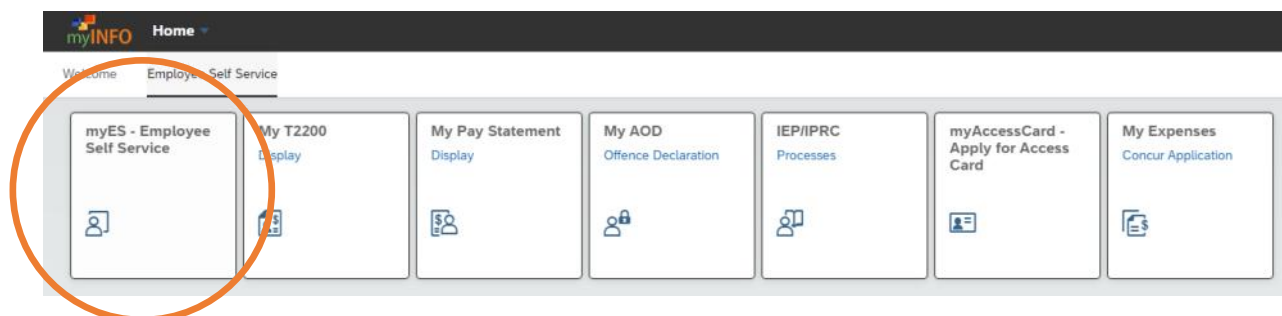 myINFO Home
Welcome Employee Self Service
myES - Employee
Self Service
My T2200
Display
My Pay Statement
Display
My AOD
Offence Declaration
IEP/IPRC
Processes
myAccessCard -
Apply for Access
Card
My Expenses
Concur Application